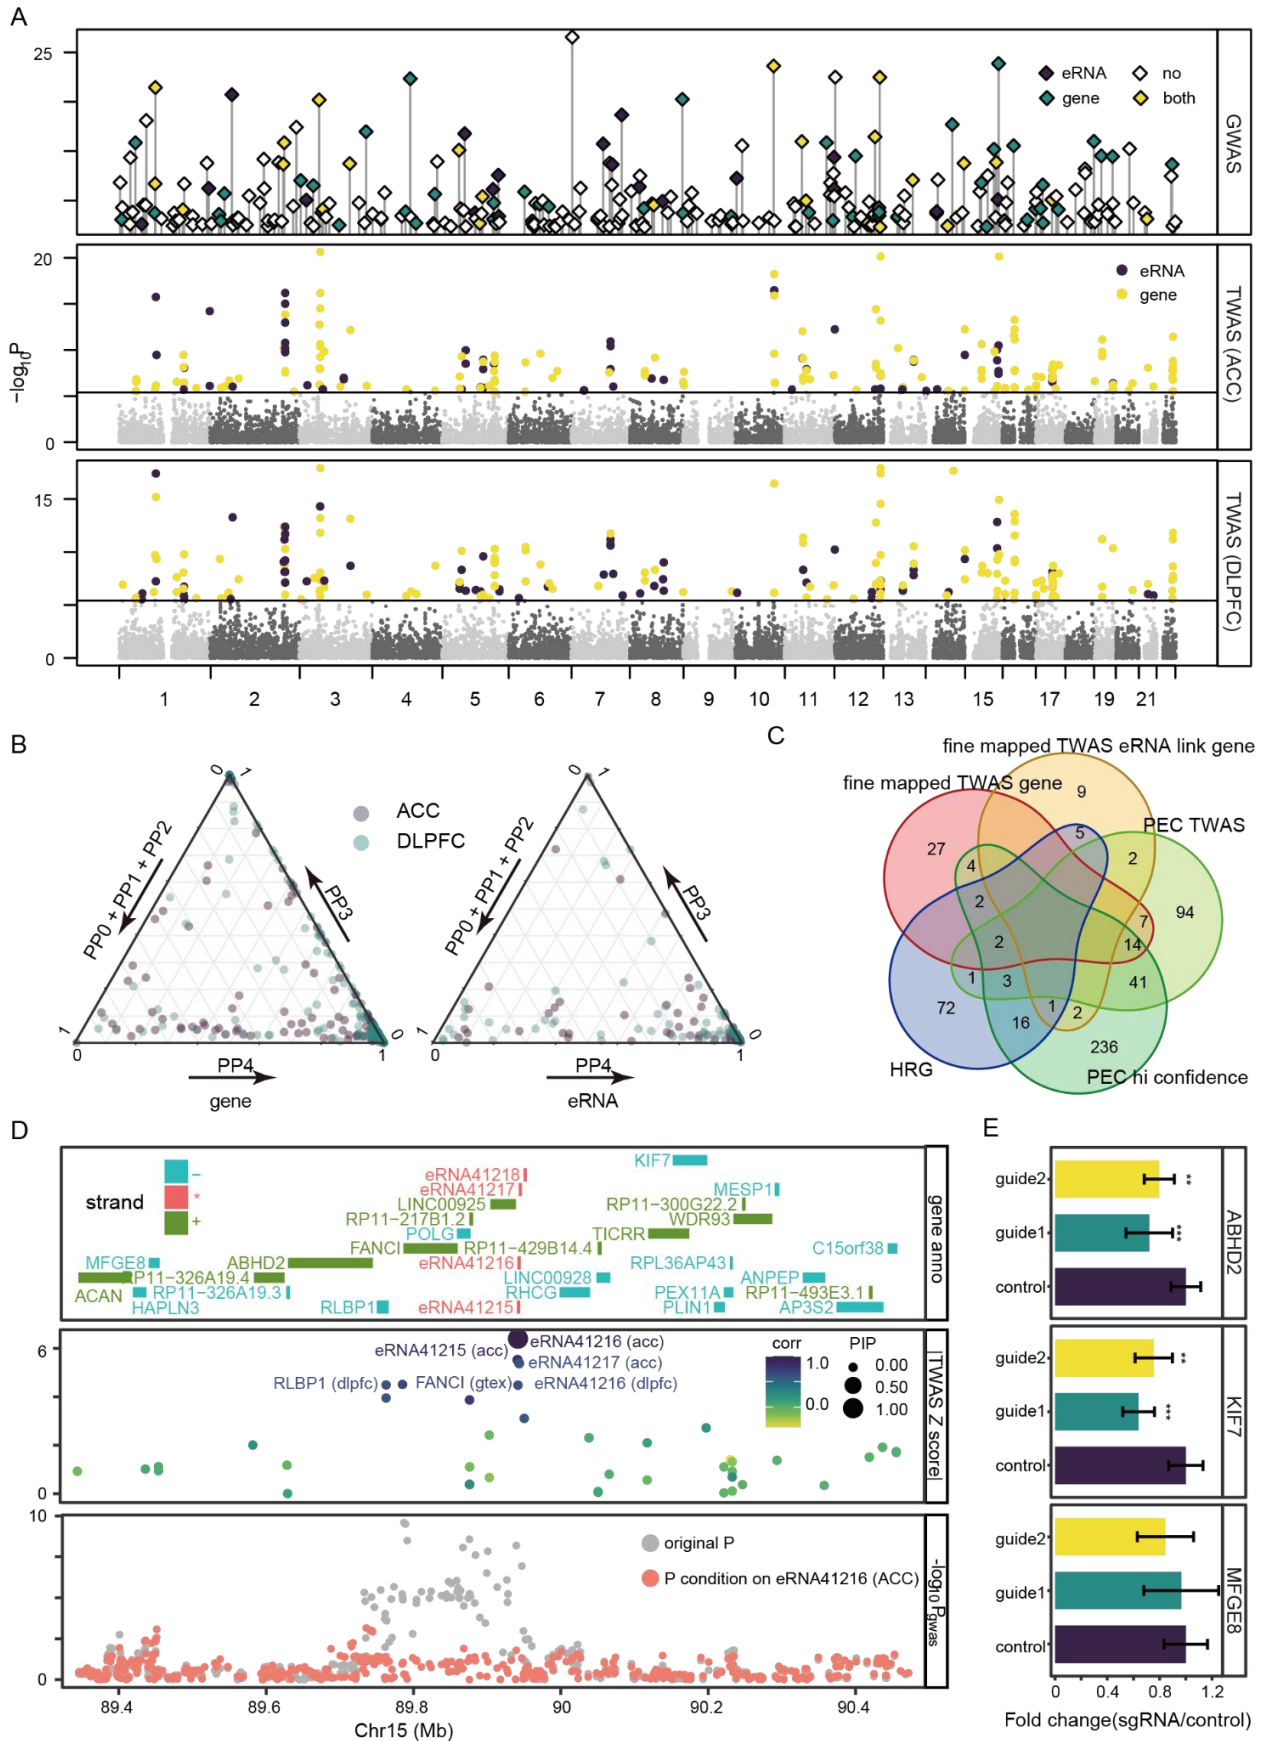 A
25
eRNA
no
gene
both
GWAS
20
eRNA
gene
0
TWAS (ACC)
−log10P
15
0
TWAS (DLPFC)
1 2 3 4 5 6 7 8 9 10 11 12 13 15 17 19 21
B
0 1
PP0 + PP1 + PP2
PP3
1
0
0
1
PP4
gene
ACC
DLPFC
0 1
PP0 + PP1 + PP2
PP3
1
0
0
1
PP4
eRNA
C
fine mapped TWAS eRNA link gene
fine mapped TWAS gene
PEC TWAS
9
5
2
27
4
94
2
7
14
2
41
1
3
72
16
1
2
236
HRG
PEC hi confidence
D
strand
−
*
+
KIF7
eRNA41218
eRNA41217
MESP1
LINC00925
RP11−300G22.2
RP11−217B1.2
WDR93
POLG
TICRR
FANCI
RP11−429B14.4
C15orf38
MFGE8
ABHD2
eRNA41216
RPL36AP43
RP11−326A19.4
LINC00928
ANPEP
ACAN
RP11−326A19.3
RHCG
PEX11A
RP11−493E3.1
HAPLN3
RLBP1
eRNA41215
PLIN1
AP3S2
gene anno
6
0
eRNA41216 (acc)
eRNA41215 (acc)
eRNA41217 (acc)
RLBP1 (dlpfc)
FANCI (gtex)
eRNA41216 (dlpfc)
corr
1.0
0.0
PIP
0.00
0.50
1.00
|TWAS Z score|
10
0
original P
P condition on eRNA41216 (ACC)
-log10 Pgwas
89.4 89.6 89.8 90 90.2 90.4
Chr15 (Mb)
E
guide2
**
guide1
***
control
ABHD2
guide2
**
guide1
***
control
KIF7
guide2
guide1
control
MFGE8
0 0.4 0.8 1.2
Fold change(sgRNA/control)